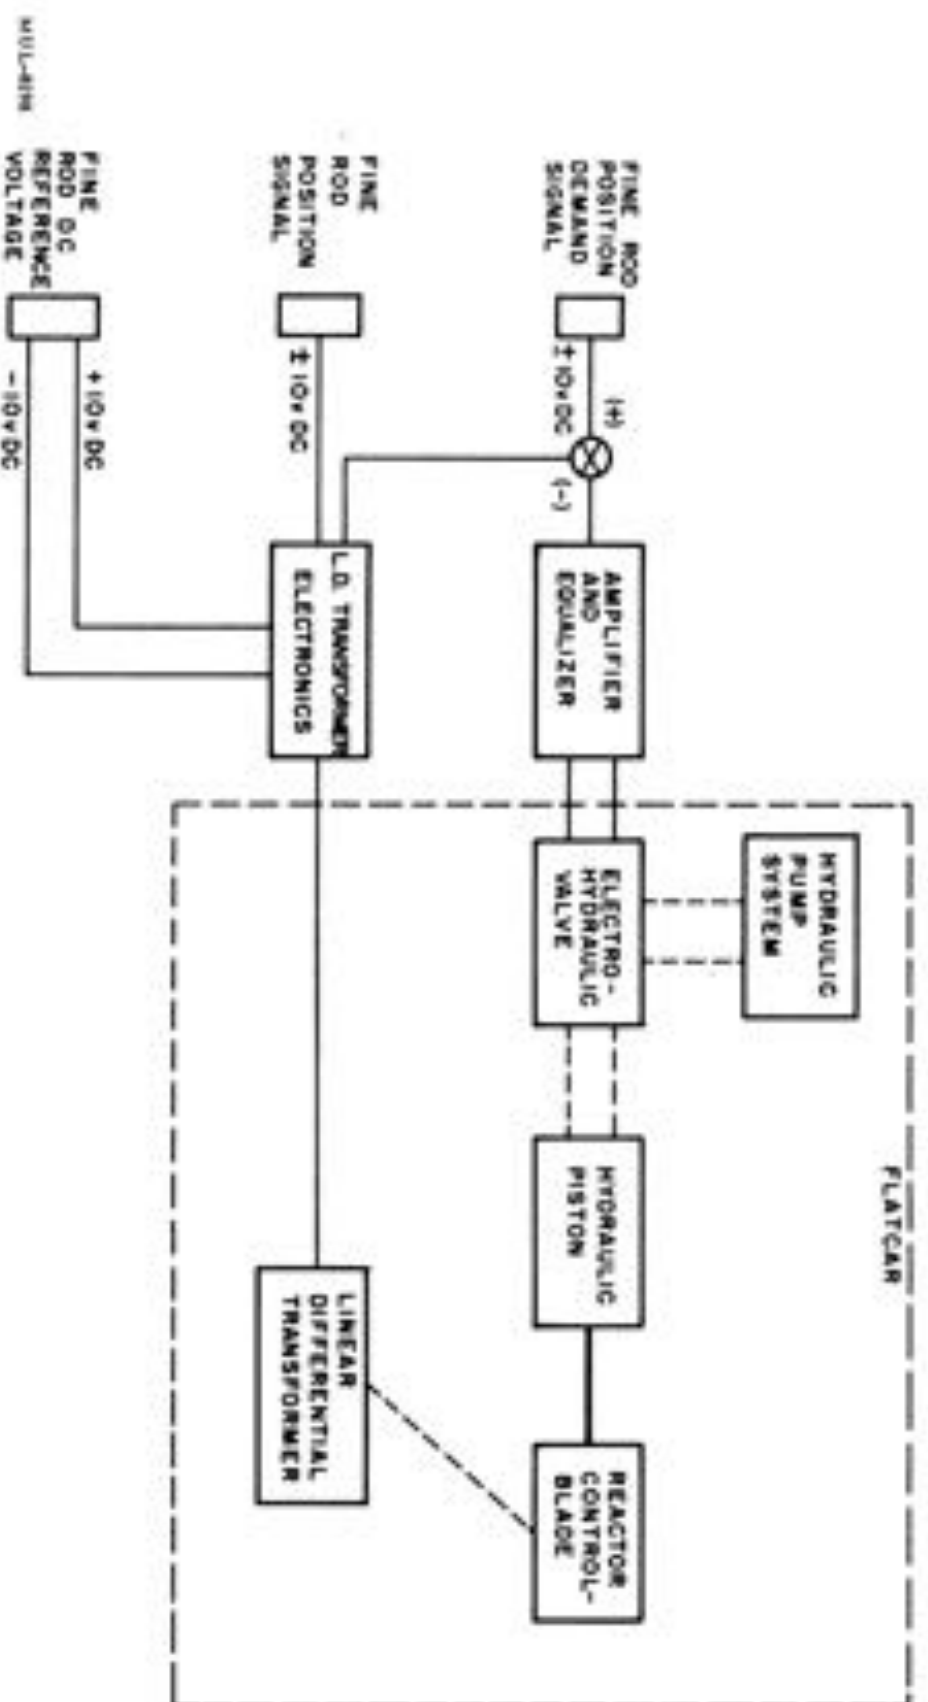 FLATCAR
HYDRAULIC
PUMP
SYSTEM
FINE ROD
POSITION
DEMAND
SIGNAL
(+)
± 10v DC
(-)
AMPLIFIER
AND
EQUALIZER
ELECTRO-
HYDRAULIC
VALVE
HYDRAULIC
PISTON
REACTOR
CONTROL-
BLADE
FINE
ROD
POSITION
SIGNAL
± 10v DC
L.D. TRANSFORMER
ELECTRONICS
LINEAR
DIFFERENTIAL
TRANSFORMER
FINE
ROD DC
REFERENCE
VOLTAGE
+ 10v DC
- 10v DC